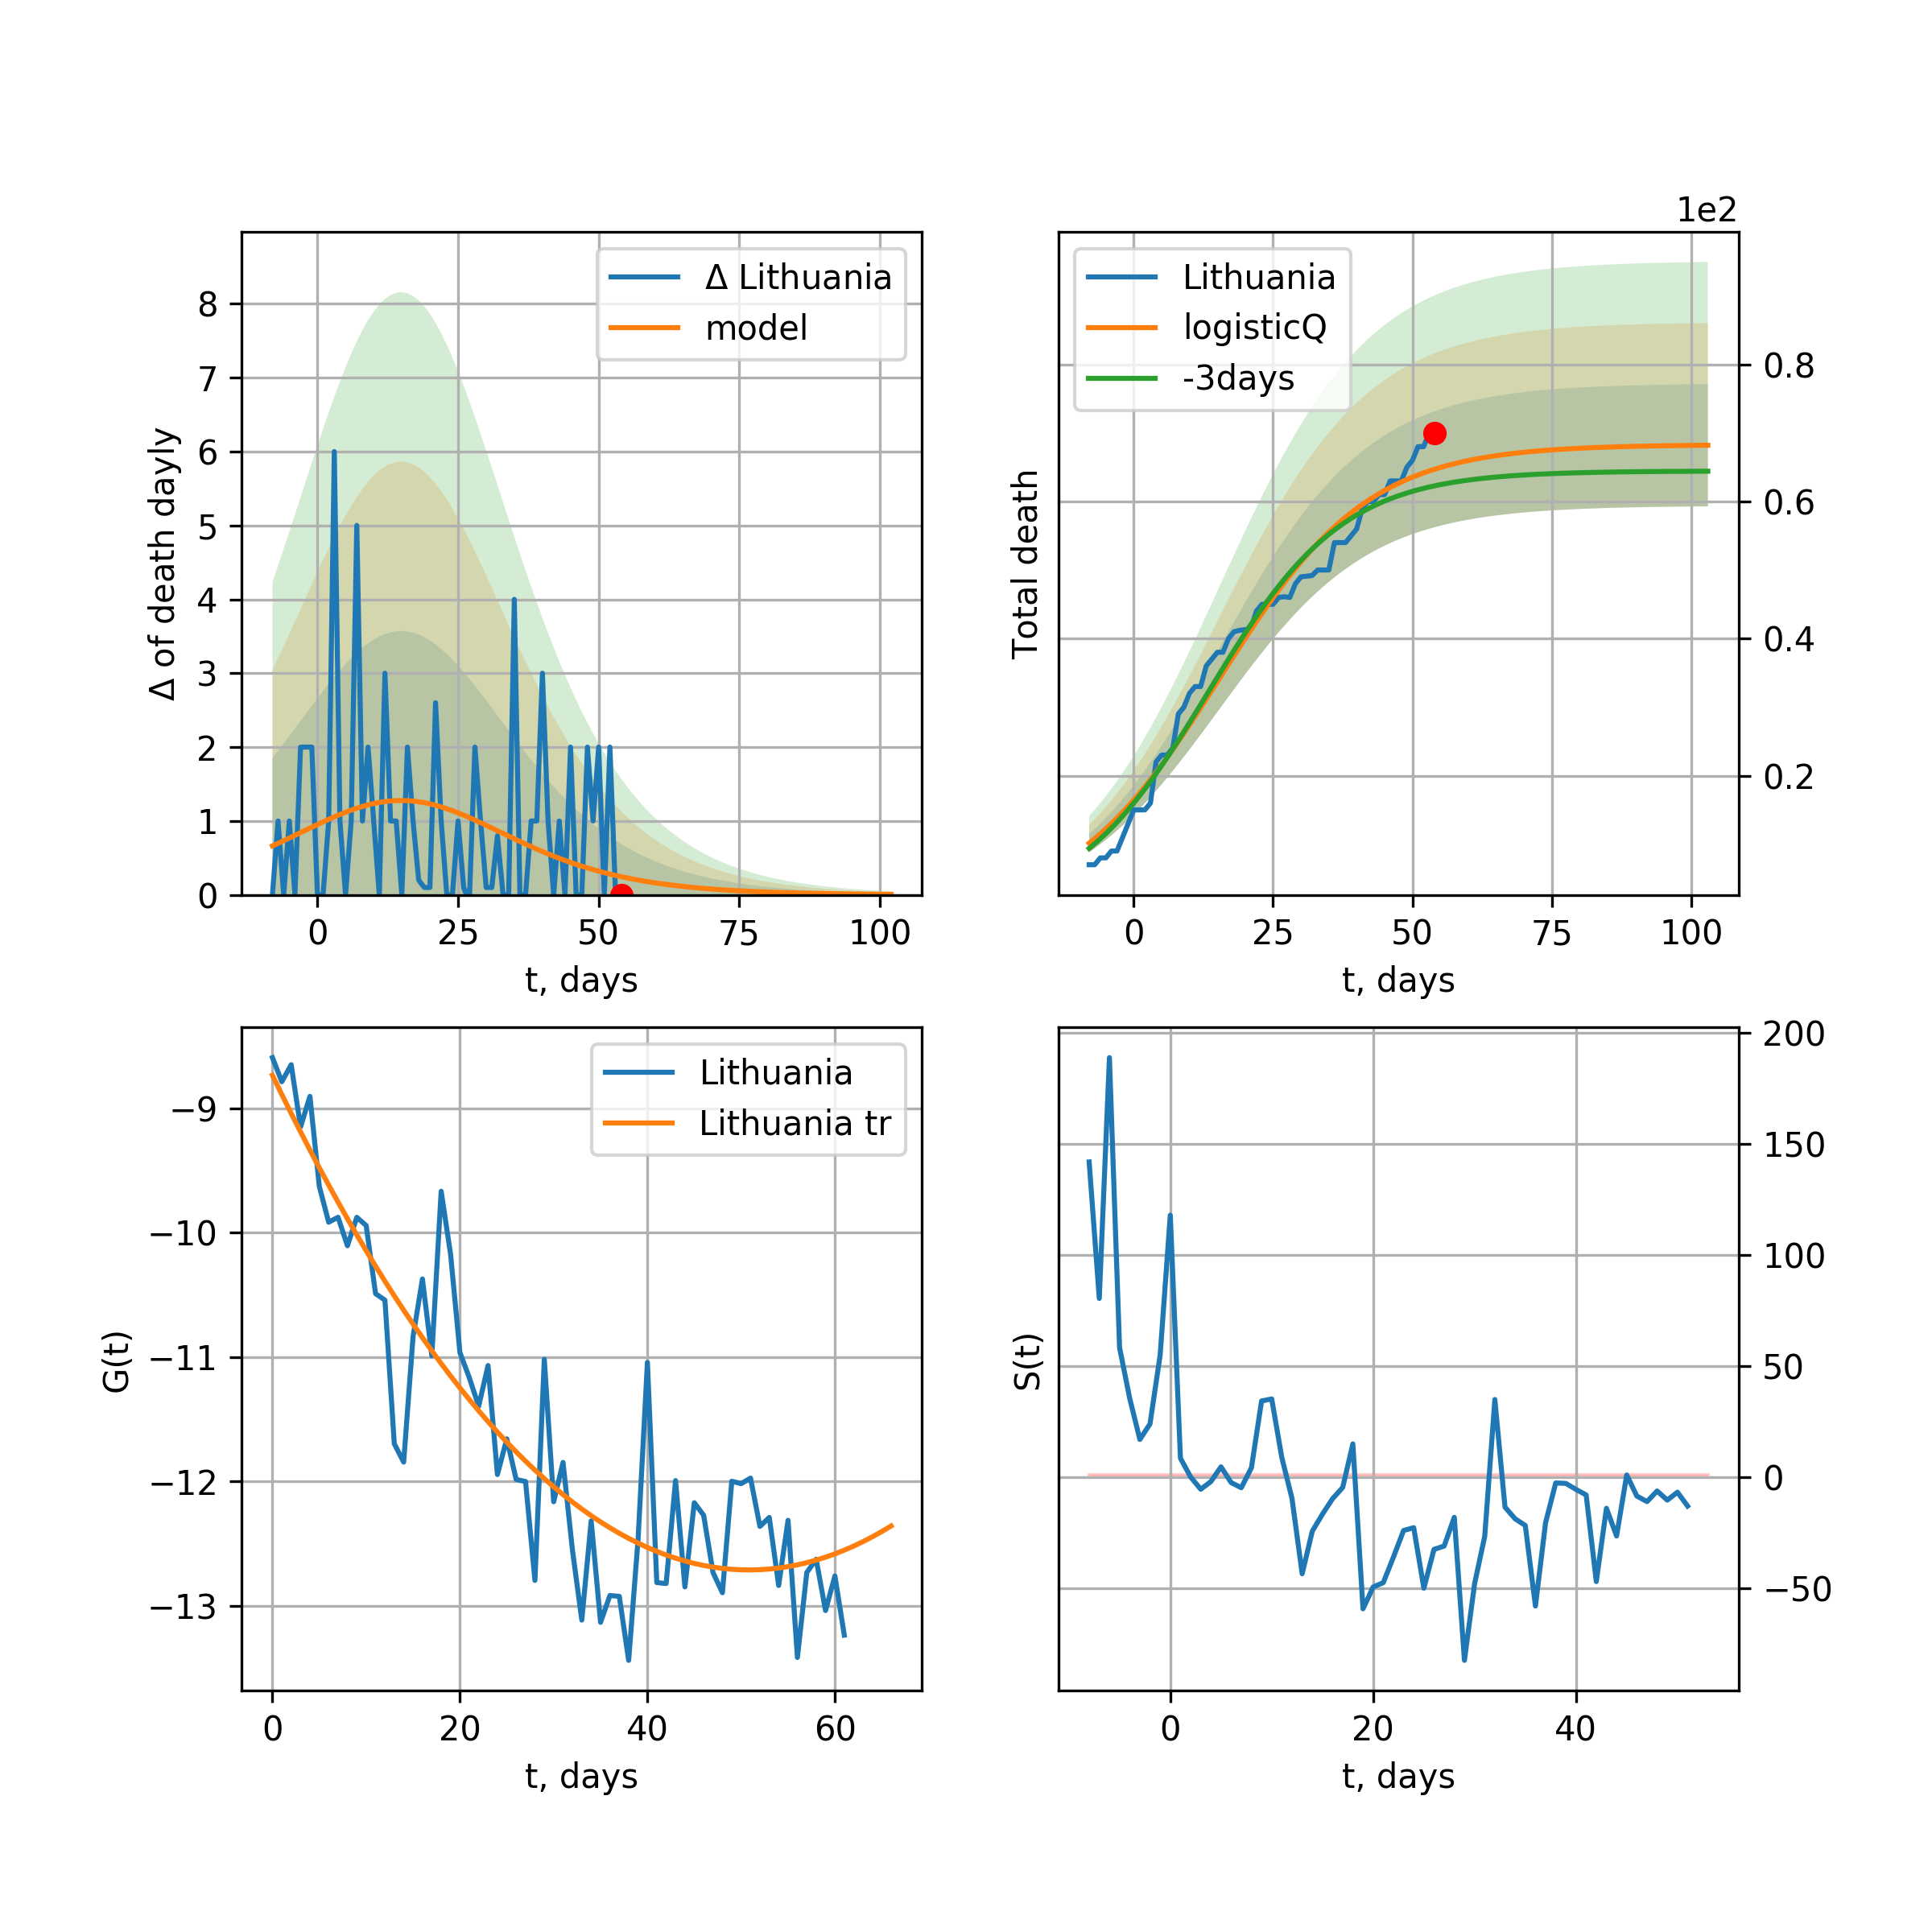 1e2
Δ Lithuania
model
8
7
6
5
4
3
2
1
0
Δ of death dayly
0 25 50 75 100
t, days
Lithuania
logisticQ
-3days
Total death
0.8
0.6
0.4
0.2
0 25 50 75 100
t, days
Lithuania
Lithuania tr
−9
−10
−11
−12
−13
G(t)
0 20 40 60
t, days
S(t)
200
150
100
50
0
−50
0 20 40
t, days